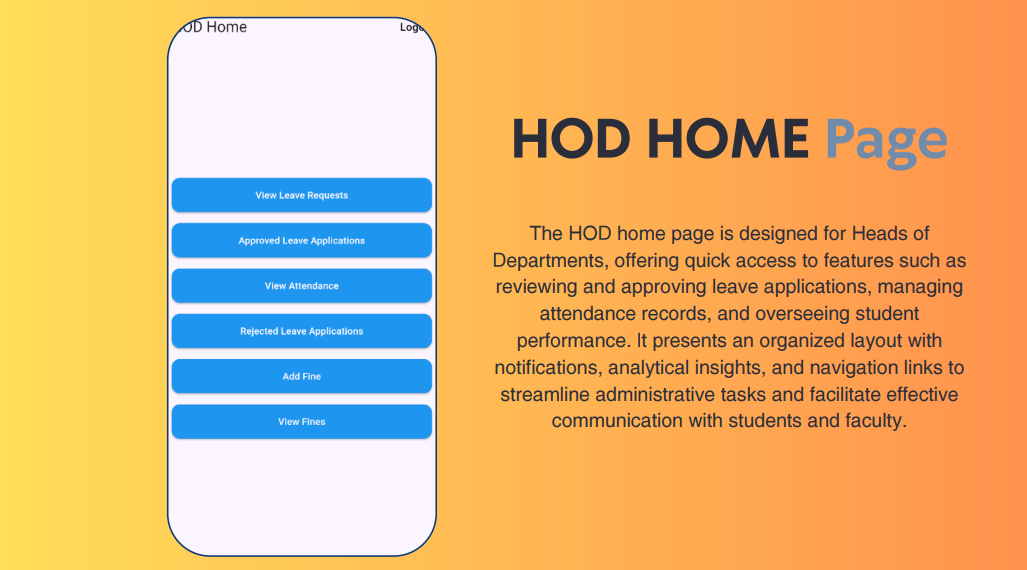 OD Home
Logo
View Leave Requests
Approved Leave Applications
View Attendance
Rejected Leave Applications
Add Fine
View Fines
HOD HOME Page
The HOD home page is designed for Heads of
Departments, offering quick access to features such as
reviewing and approving leave applications, managing
attendance records, and overseeing student
performance. It presents an organized layout with
notifications, analytical insights, and navigation links to
streamline administrative tasks and facilitate effective
communication with students and faculty.